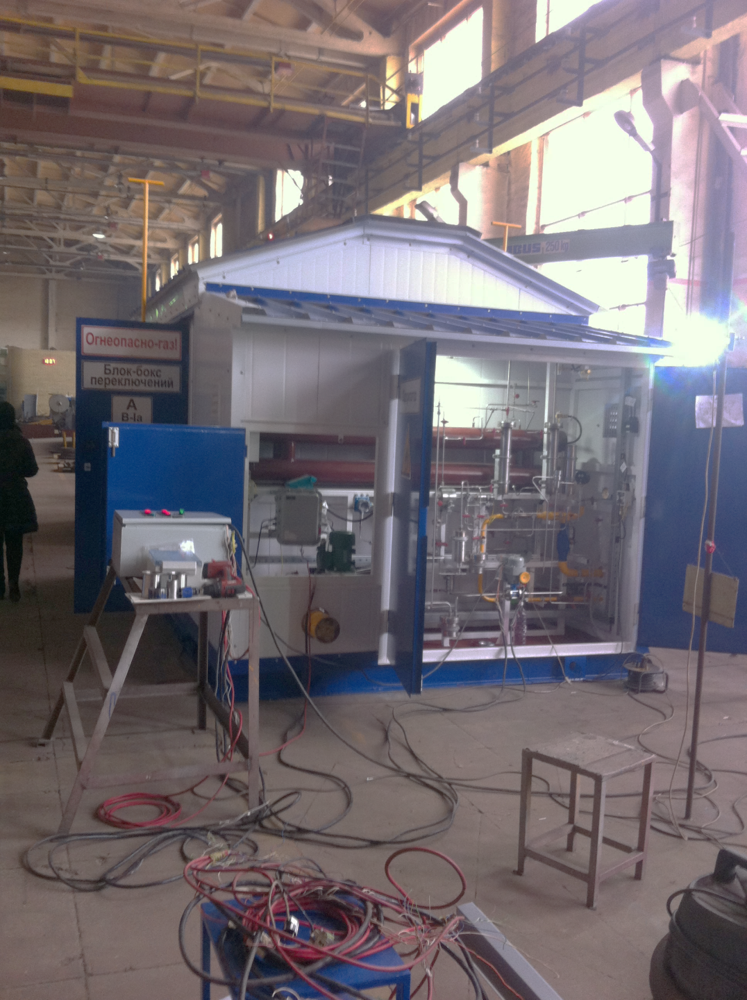 250 kg
Огнеопасно-газ!
Блок-бокс
переключений
А
В-Iа